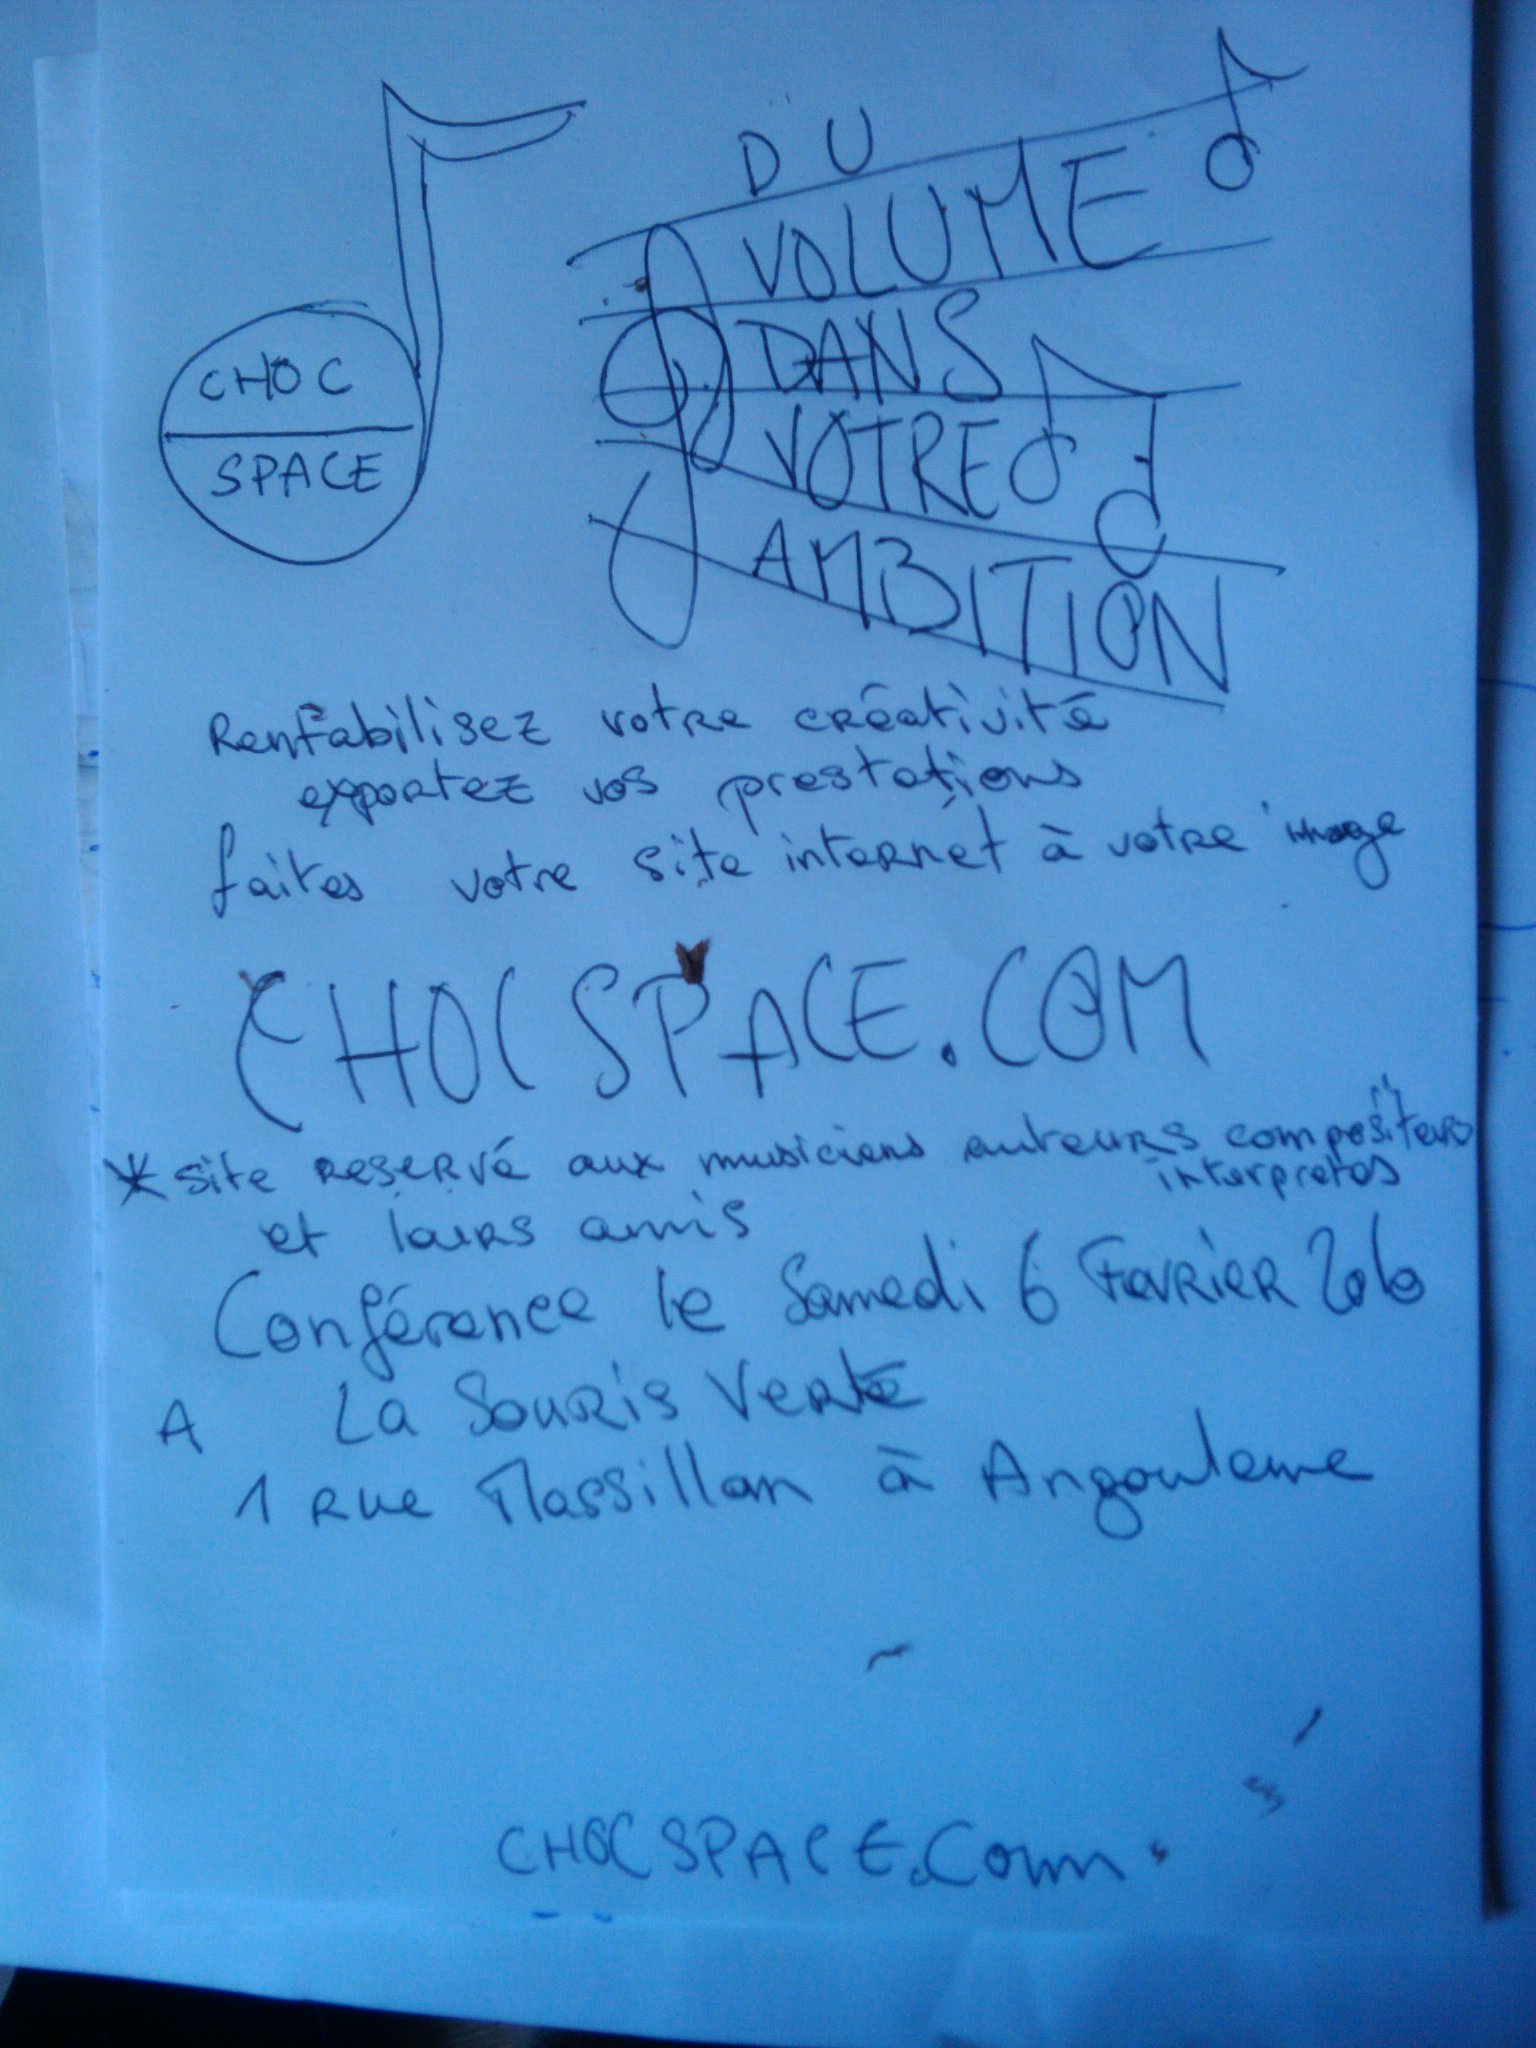 CHOC
SPACE
DU
VOLUME
DANS
VOTRE
AMBITION
Rentabilisez votre créativité
exportez vos prestations
faites votre site internet à votre image
CHOCSPACE.COM
* site reservé aux musiciens auteurs compositeurs
interpretes
et leurs amis
Conférence le Samedi 6 Fevrier 2010
A La Souris Verte
1 rue Massillon à Angouleme
CHOCSPACE.Com